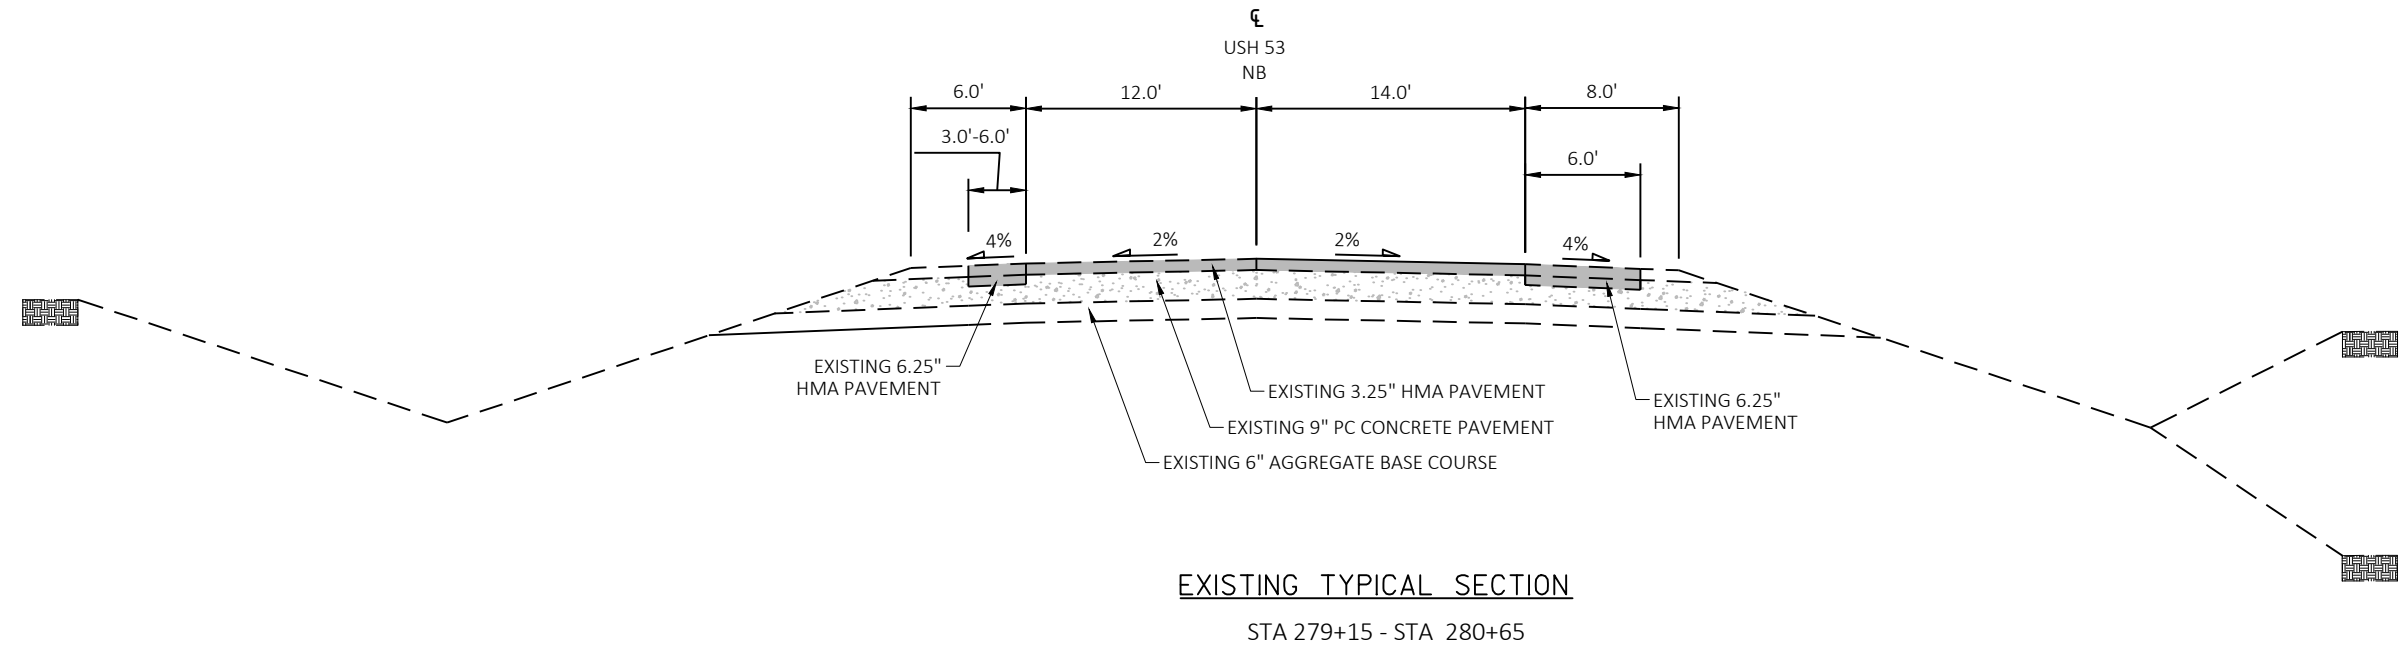 ℄
USH 53
NB
6.0'
12.0'
14.0'
8.0'
3.0'-6.0'
6.0'
4%
2%
2%
4%
EXISTING 6.25"
HMA PAVEMENT
EXISTING 3.25" HMA PAVEMENT
EXISTING 6.25"
HMA PAVEMENT
EXISTING 9" PC CONCRETE PAVEMENT
EXISTING 6" AGGREGATE BASE COURSE
EXISTING TYPICAL SECTION
STA 279+15 - STA 280+65